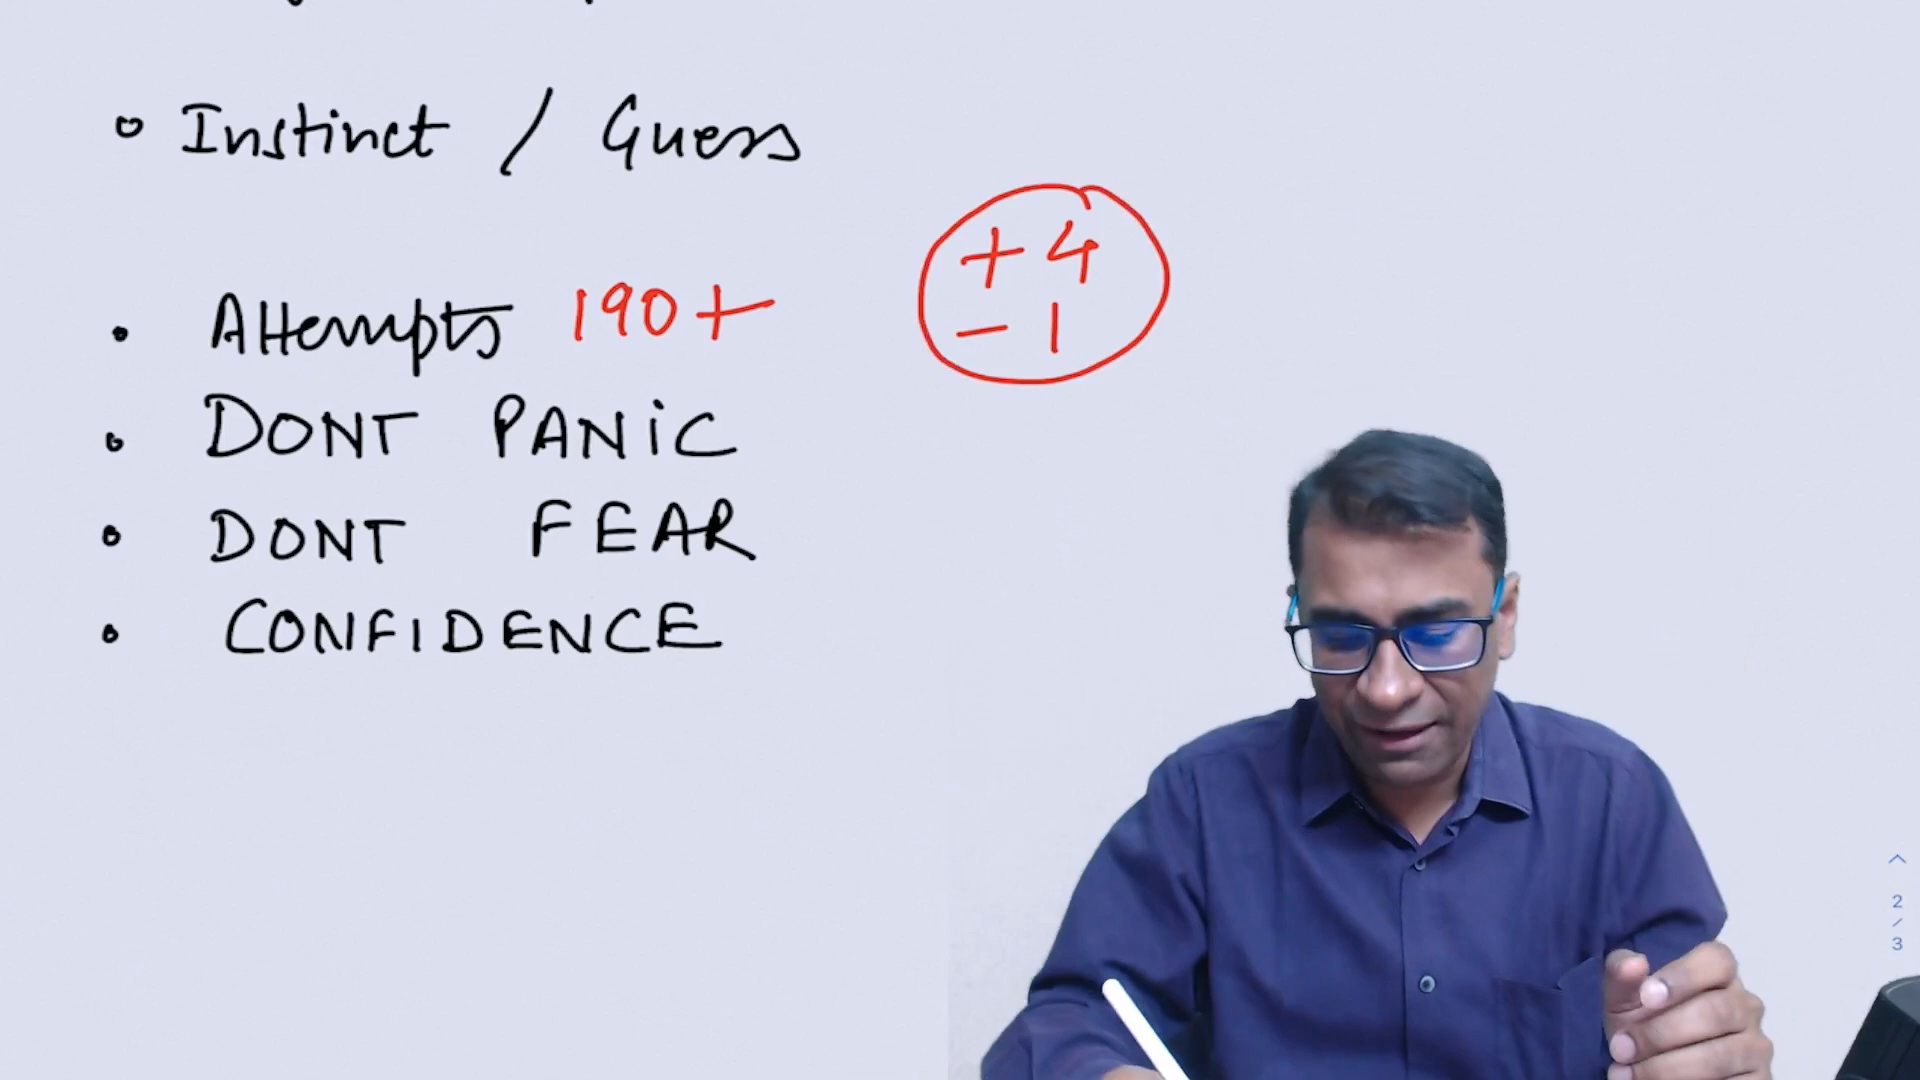 Instinct / Guess
+4
-1
Attempts 190+
DONT PANIC
DONT FEAR
CONFIDENCE
2
/
3